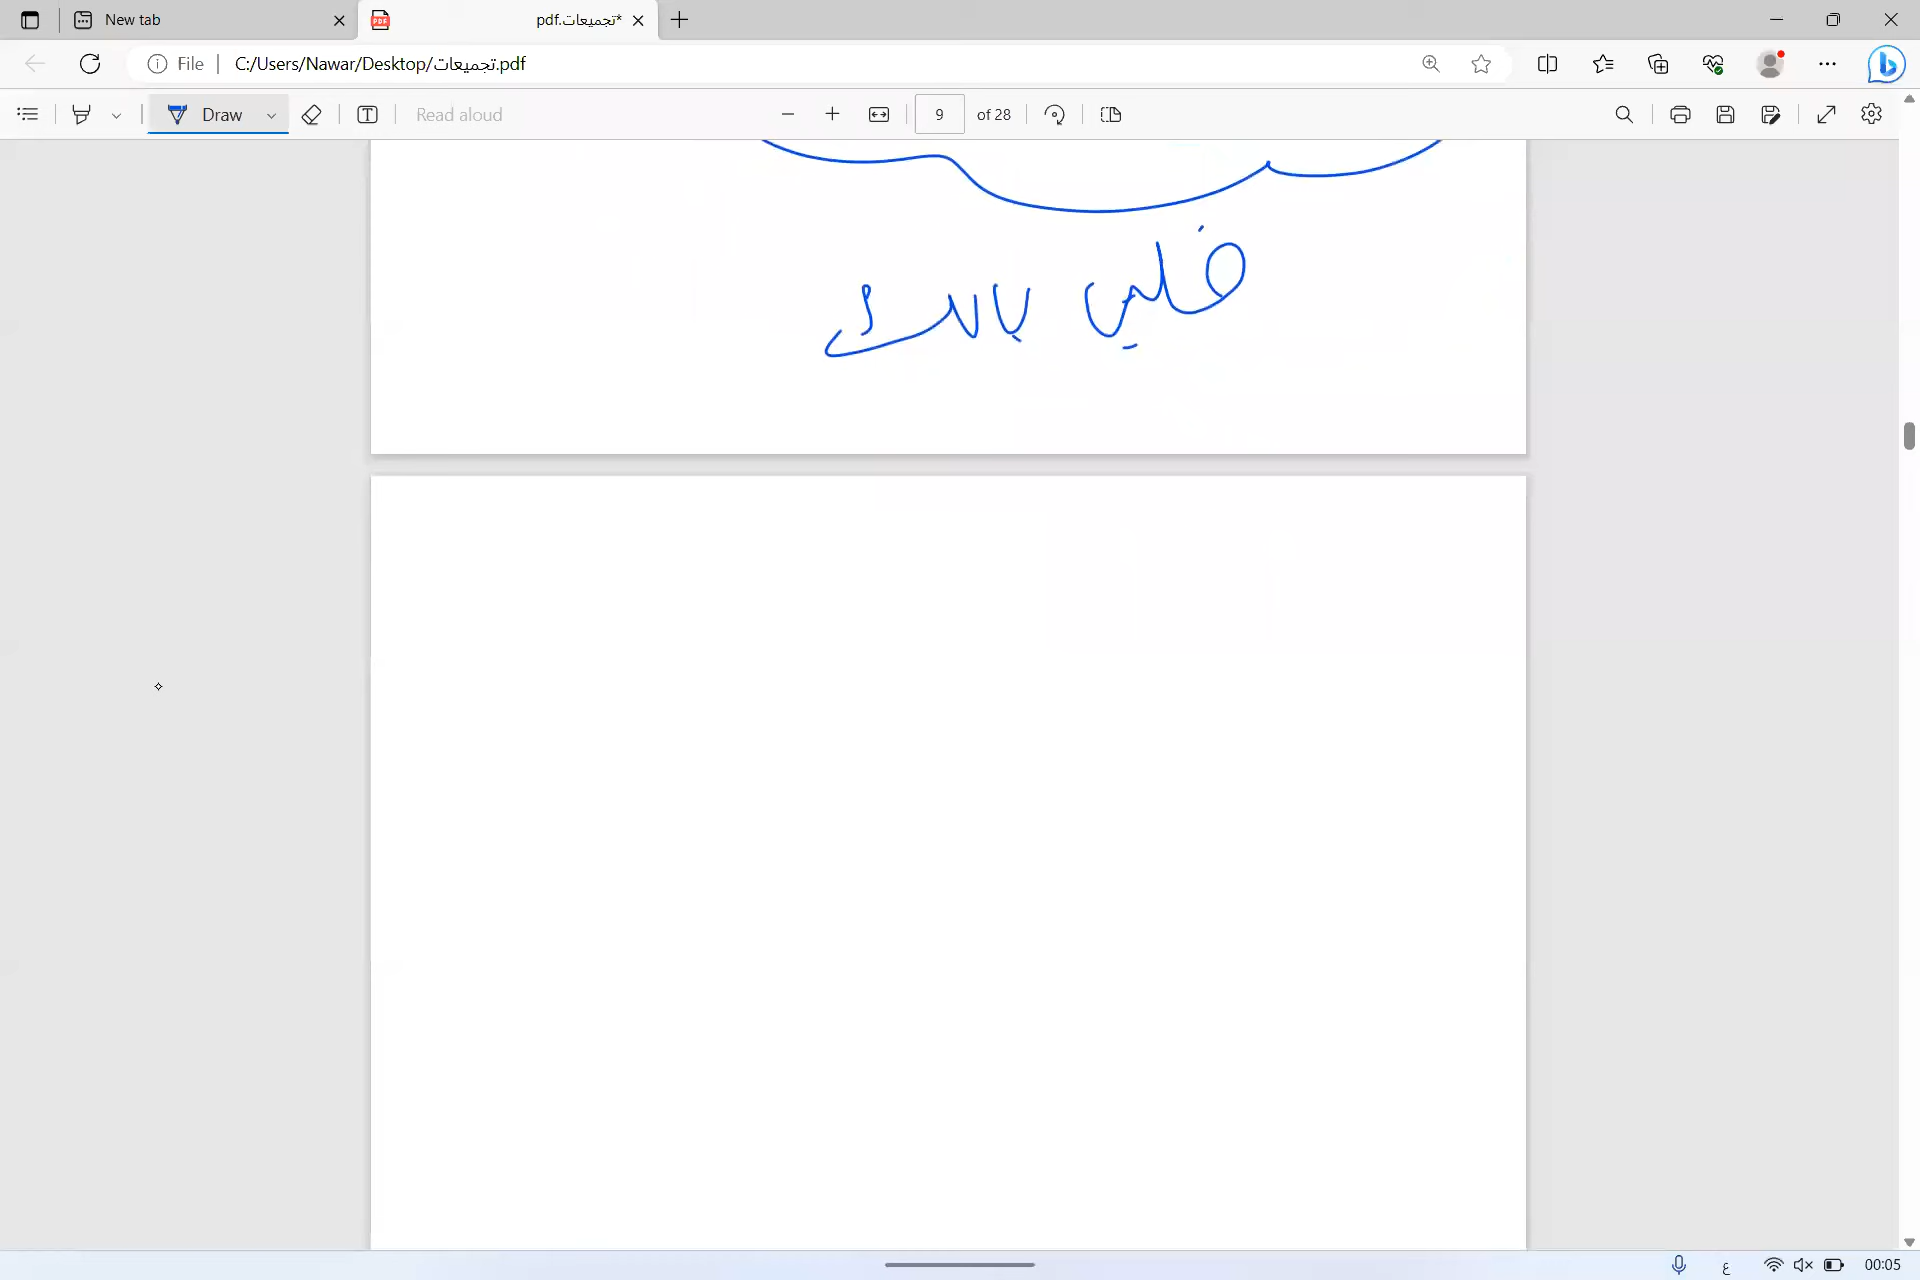 New tab
*تجميعات.pdf
File
C:/Users/Nawar/Desktop/تجميعات.pdf
Draw
Read aloud
9 of 28
خلي بالك
ع
00:05